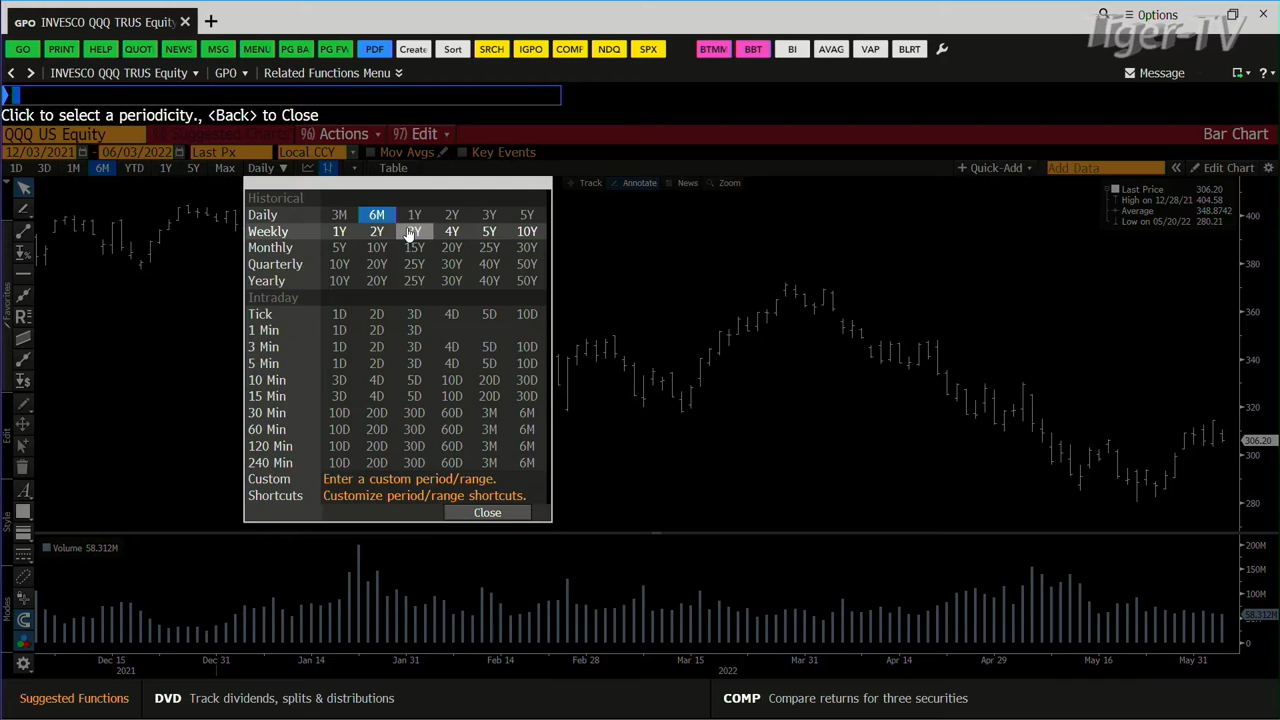 GPO INVESCO QQQ TRUS Equity
Options
Tiger-TV
GO PRINT HELP QUOT NEWS MSG MENU PG BA PG FW PDF Create Sort SRCH IGPO COMF NDQ SPX BTMM BBT BI AVAG VAP BLRT
INVESCO QQQ TRUS Equity GPO Related Functions Menu Message ?
Click to select a periodicity., <Back> to Close
QQQ US Equity Suggested Charts 96) Actions 97) Edit Bar Chart
12/03/2021 - 06/03/2022 Last Px Local CCY Mov Avgs Key Events
1D 3D 1M 6M YTD 1Y 5Y Max Daily Table + Quick-Add Add Data Edit Chart
Track Annotate News Zoom
Historical
Daily 3M 6M 1Y 2Y 3Y 5Y
Weekly 1Y 2Y 3Y 4Y 5Y 10Y
Monthly 5Y 10Y 15Y 20Y 25Y 30Y
Quarterly 10Y 20Y 25Y 30Y 40Y 50Y
Yearly 10Y 20Y 25Y 30Y 40Y 50Y
Intraday
Tick 1D 2D 3D 4D 5D 10D
1 Min 1D 2D 3D
3 Min 1D 2D 3D 4D 5D 10D
5 Min 1D 2D 3D 4D 5D 10D
10 Min 3D 4D 5D 10D 20D 30D
15 Min 3D 4D 5D 10D 20D 30D
30 Min 10D 20D 30D 60D 3M 6M
60 Min 10D 20D 30D 60D 3M 6M
120 Min 10D 20D 30D 60D 3M 6M
240 Min 10D 20D 30D 60D 3M 6M
Custom Enter a custom period/range.
Shortcuts Customize period/range shortcuts.
Close
Last Price 306.20
High on 12/28/21 404.58
Average 348.8742
Low on 05/20/22 280.21
400
380
360
340
320
306.20
280
Favorites
Edit
Style
Modes
Volume 58.312M
200M
150M
100M
58.312M
0
Dec 15 Dec 31 Jan 14 Jan 31 Feb 14 Feb 28 Mar 15 Mar 31 Apr 14 Apr 29 May 16 May 31
2021 2022
Suggested Functions DVD Track dividends, splits & distributions COMP Compare returns for three securities